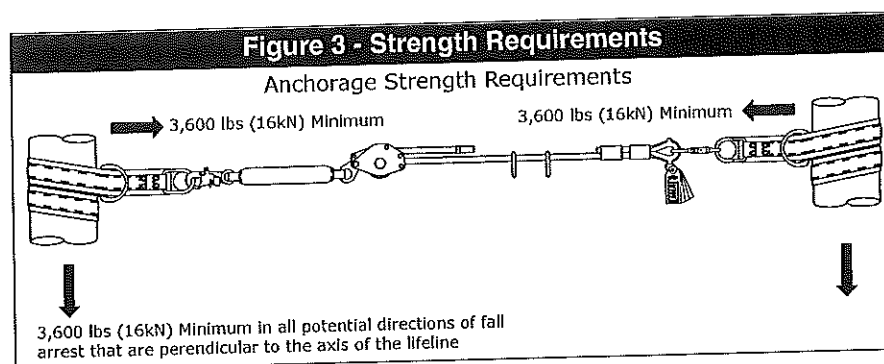 Figure 3 - Strength Requirements
Anchorage Strength Requirements
3,600 lbs (16kN) Minimum
3,600 lbs (16kN) Minimum
3,600 lbs (16kN) Minimum in all potential directions of fall
arrest that are perendicular to the axis of the lifeline